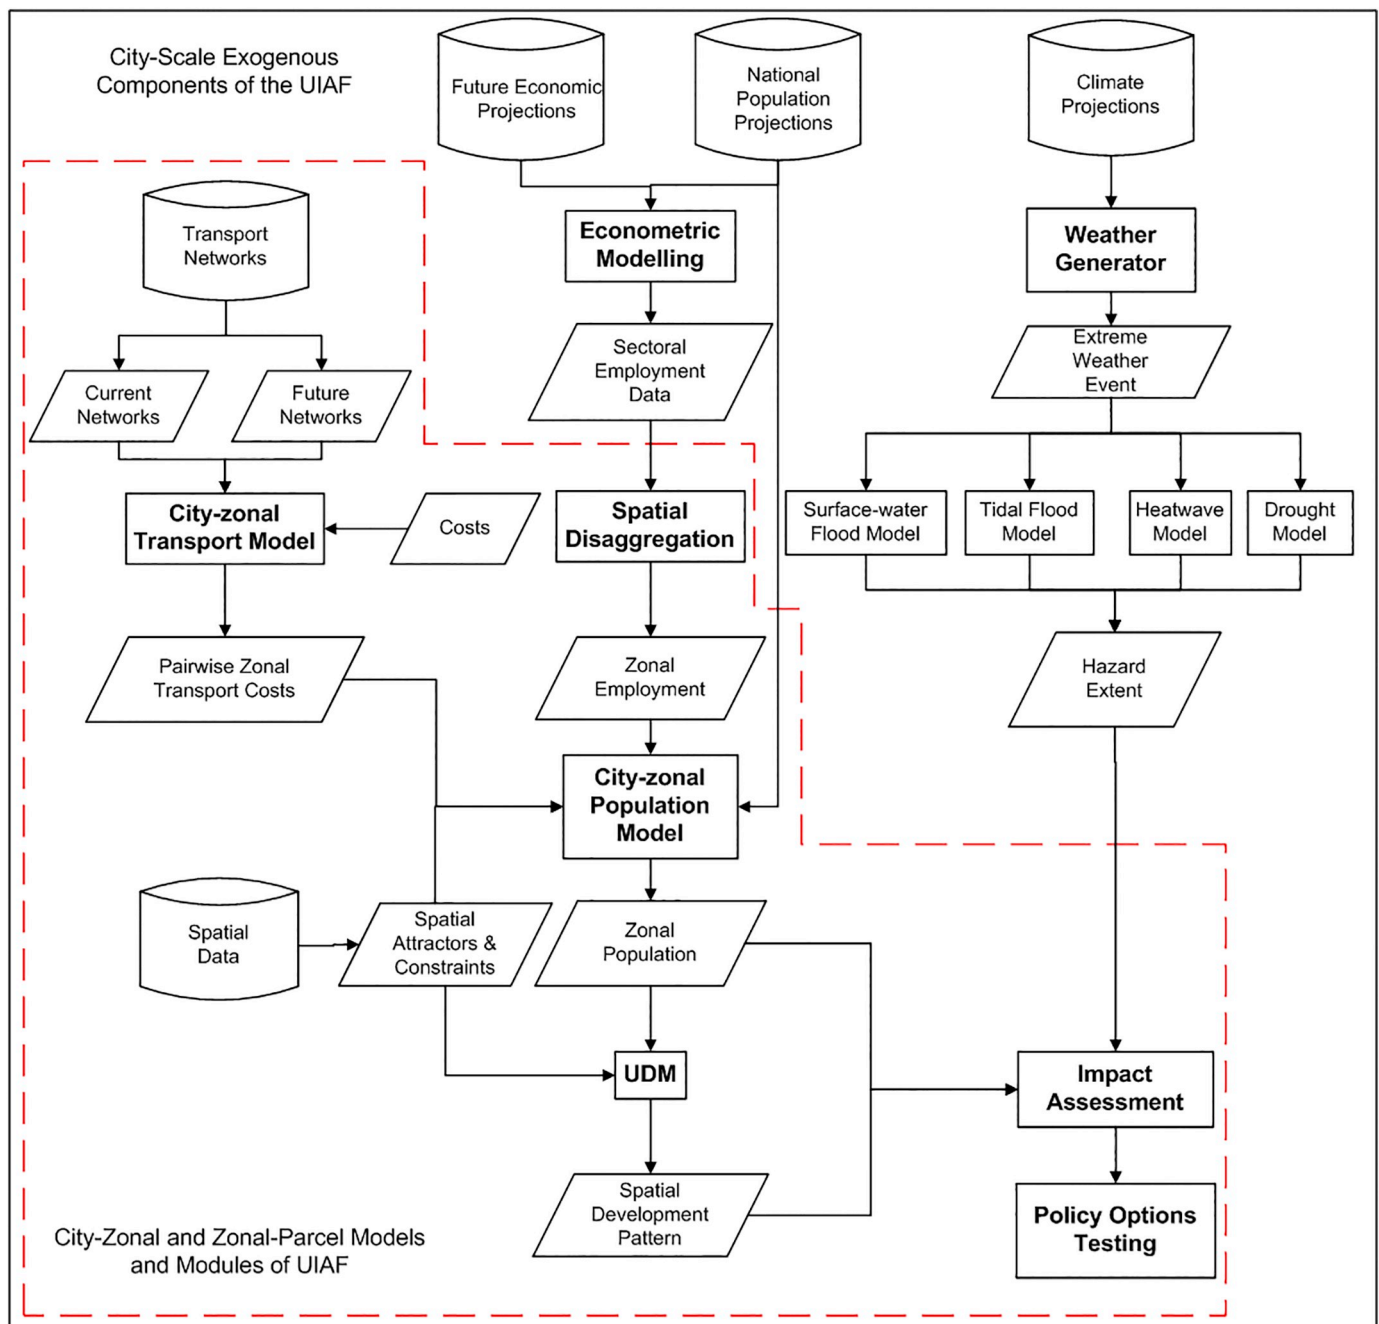 City-Scale Exogenous
Components of the UIAF
Future Economic
Projections
National
Population
Projections
Climate
Projections
Transport
Networks
Econometric
Modelling
Weather
Generator
Current
Networks
Future
Networks
Sectoral
Employment
Data
Extreme
Weather
Event
City-zonal
Transport Model
Costs
Spatial
Disaggregation
Surface-water
Flood Model
Tidal Flood
Model
Heatwave
Model
Drought
Model
Pairwise Zonal
Transport Costs
Zonal
Employment
Hazard
Extent
City-zonal
Population
Model
Spatial
Data
Spatial
Attractors &
Constraints
Zonal
Population
UDM
Impact
Assessment
Spatial
Development
Pattern
Policy Options
Testing
City-Zonal and Zonal-Parcel Models
and Modules of UIAF